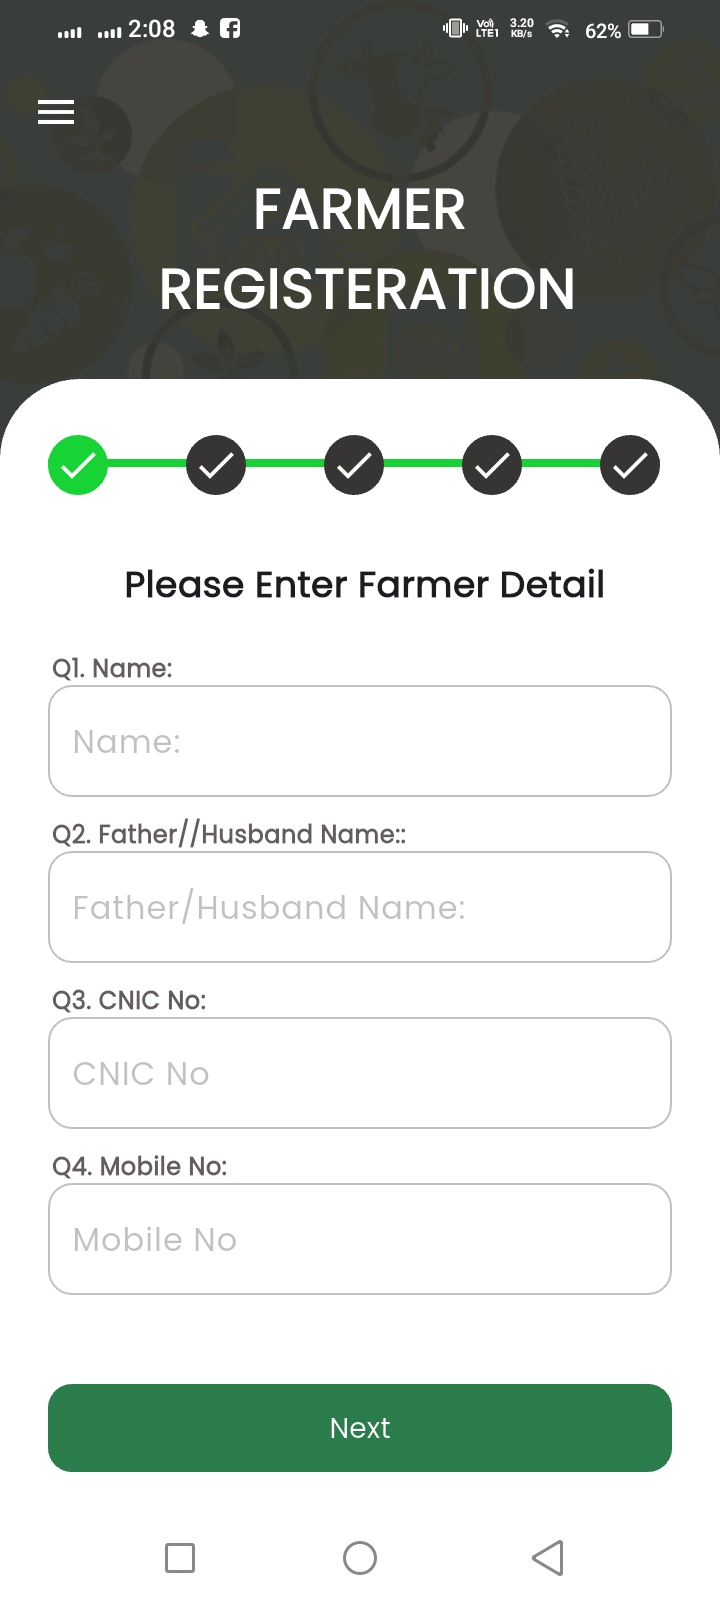 2:08 Vo) LTE1 3.20 KB/s 62%
FARMER
REGISTERATION
Please Enter Farmer Detail
Q1. Name:
Name:
Q2. Father//Husband Name::
Father/Husband Name:
Q3. CNIC No:
CNIC No
Q4. Mobile No:
Mobile No
Next